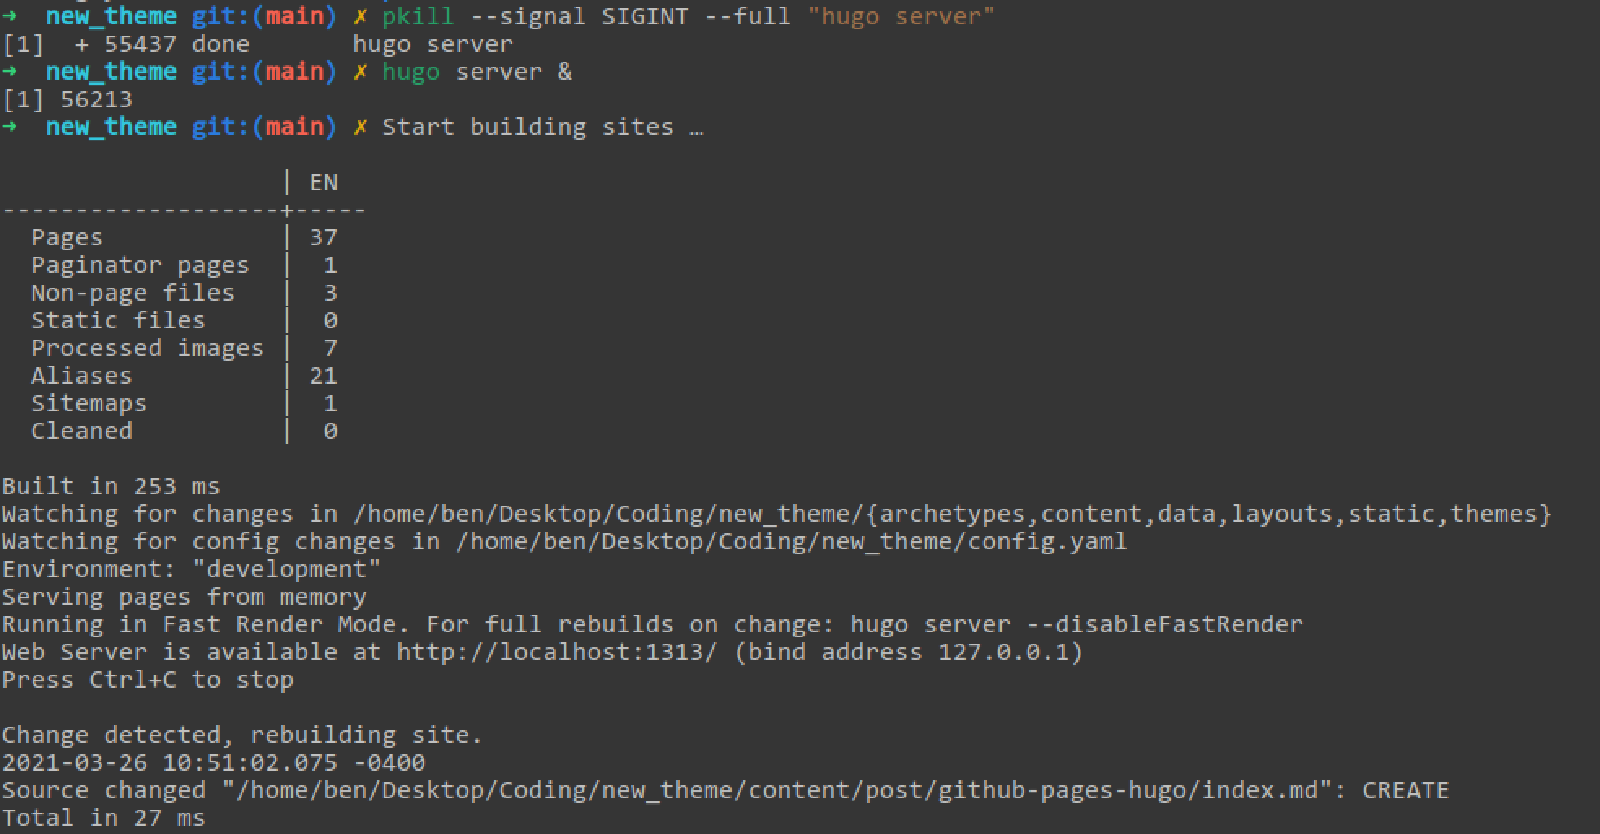 →  new_theme git:(main) ✗ pkill --signal SIGINT --full "hugo server"
[1]  + 55437 done       hugo server
→  new_theme git:(main) ✗ hugo server &
[1] 56213
→  new_theme git:(main) ✗ Start building sites …
                   | EN
-------------------+-----
  Pages            | 37
  Paginator pages  |  1
  Non-page files   |  3
  Static files     |  0
  Processed images |  7
  Aliases          | 21
  Sitemaps         |  1
  Cleaned          |  0
Built in 253 ms
Watching for changes in /home/ben/Desktop/Coding/new_theme/{archetypes,content,data,layouts,static,themes}
Watching for config changes in /home/ben/Desktop/Coding/new_theme/config.yaml
Environment: "development"
Serving pages from memory
Running in Fast Render Mode. For full rebuilds on change: hugo server --disableFastRender
Web Server is available at http://localhost:1313/ (bind address 127.0.0.1)
Press Ctrl+C to stop
Change detected, rebuilding site.
2021-03-26 10:51:02.075 -0400
Source changed "/home/ben/Desktop/Coding/new_theme/content/post/github-pages-hugo/index.md": CREATE
Total in 27 ms